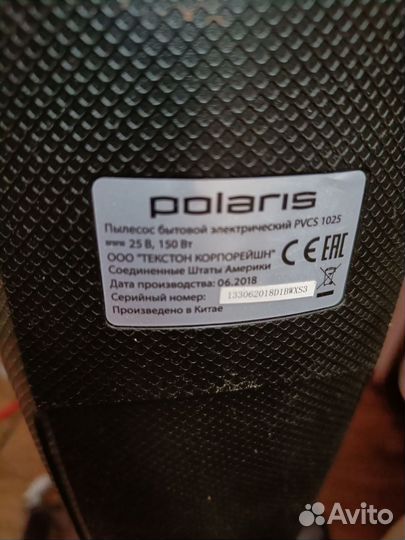 polaris
Пылесос бытовой электрический PVCS 1025
25 В, 150 Вт
ООО "ТЕКСТОН КОРПОРЕЙШН"
Соединенные Штаты Америки
CE EAC
Дата производства: 06.2018
Серийный номер: 133062018D1BWXS3
Произведено в Китае
Avito